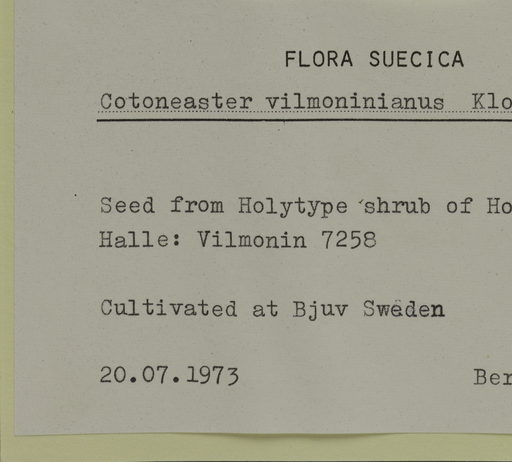 FLORA SUECICA
Cotoneaster vilmoninianus Klo
Seed from Holytype shrub of Ho
Halle: Vilmonin 7258
Cultivated at Bjuv Sweden
20.07.1973 Ber